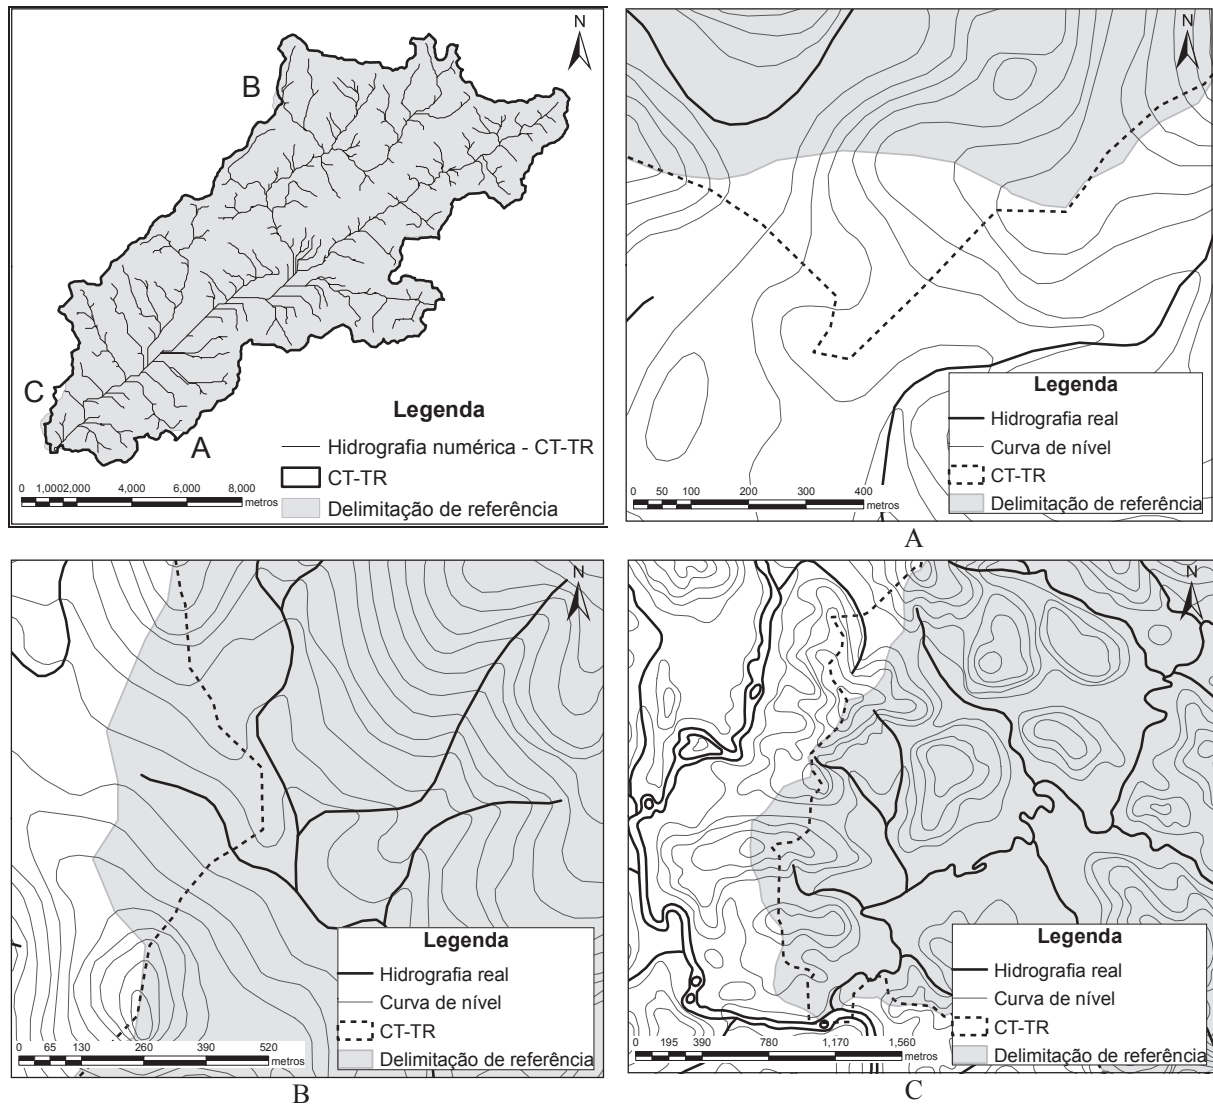 N
B
C
A
Legenda
Hidrografia numérica - CT-TR
CT-TR
Delimitação de referência
0 1,0002,000 4,000 6,000 8,000
metros
N
Legenda
Hidrografia real
Curva de nível
CT-TR
Delimitação de referência
0 50 100 200 300 400
metros
A
N
Legenda
Hidrografia real
Curva de nível
CT-TR
Delimitação de referência
0 65 130 260 390 520
metros
B
N
Legenda
Hidrografia real
Curva de nível
CT-TR
Delimitação de referência
0 195 390 780 1,170 1,560
metros
C